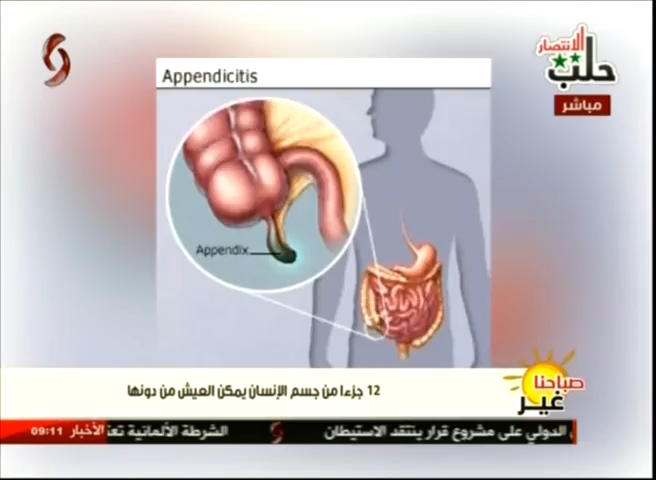 الانتصار
حلب
مباشر
Appendicitis
Appendix
12 جزءا من جسم الإنسان يمكن العيش من دونها
صباحنا
غير
الدولي على مشروع قرار ينتقد الاستيطان
الشرطة الألمانية
الأخبار 09:11